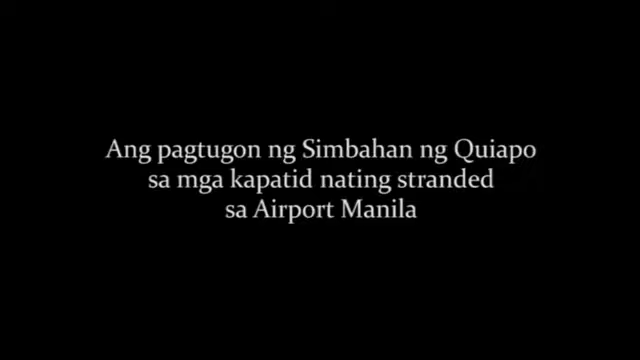 Ang pagtugon ng Simbahan ng Quiapo
sa mga kapatid nating stranded
sa Airport Manila